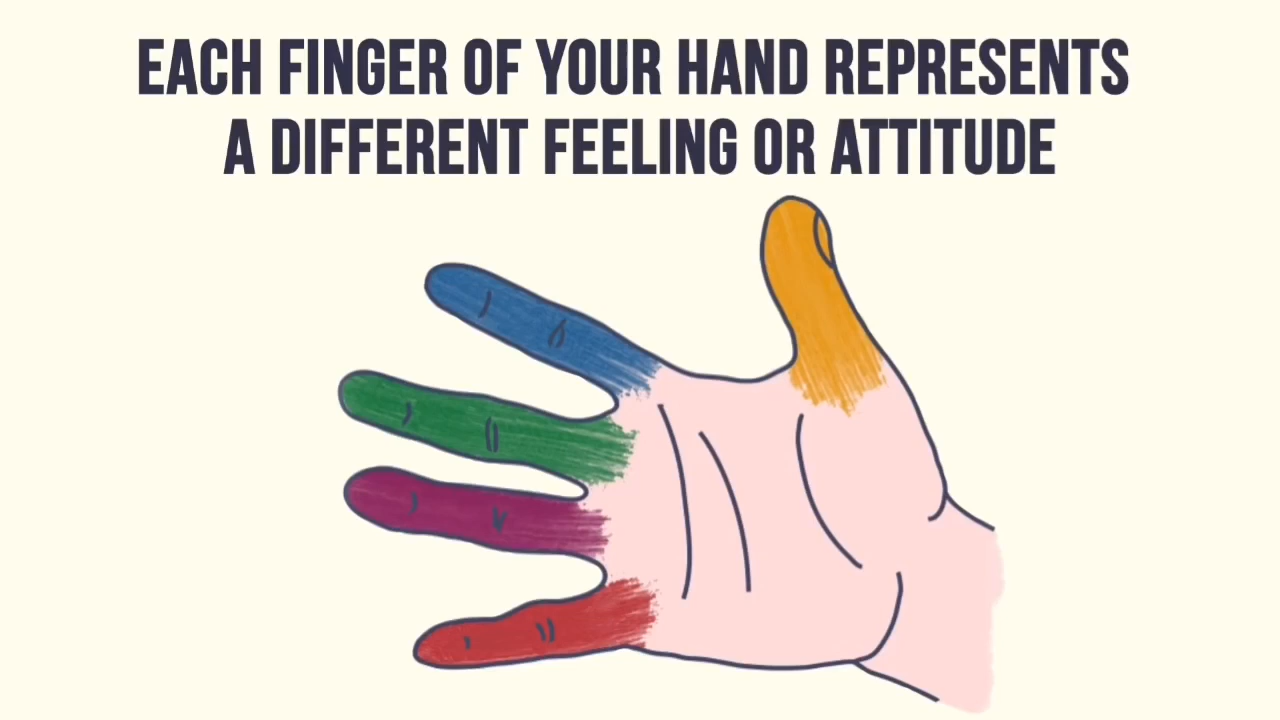 EACH FINGER OF YOUR HAND REPRESENTS
A DIFFERENT FEELING OR ATTITUDE